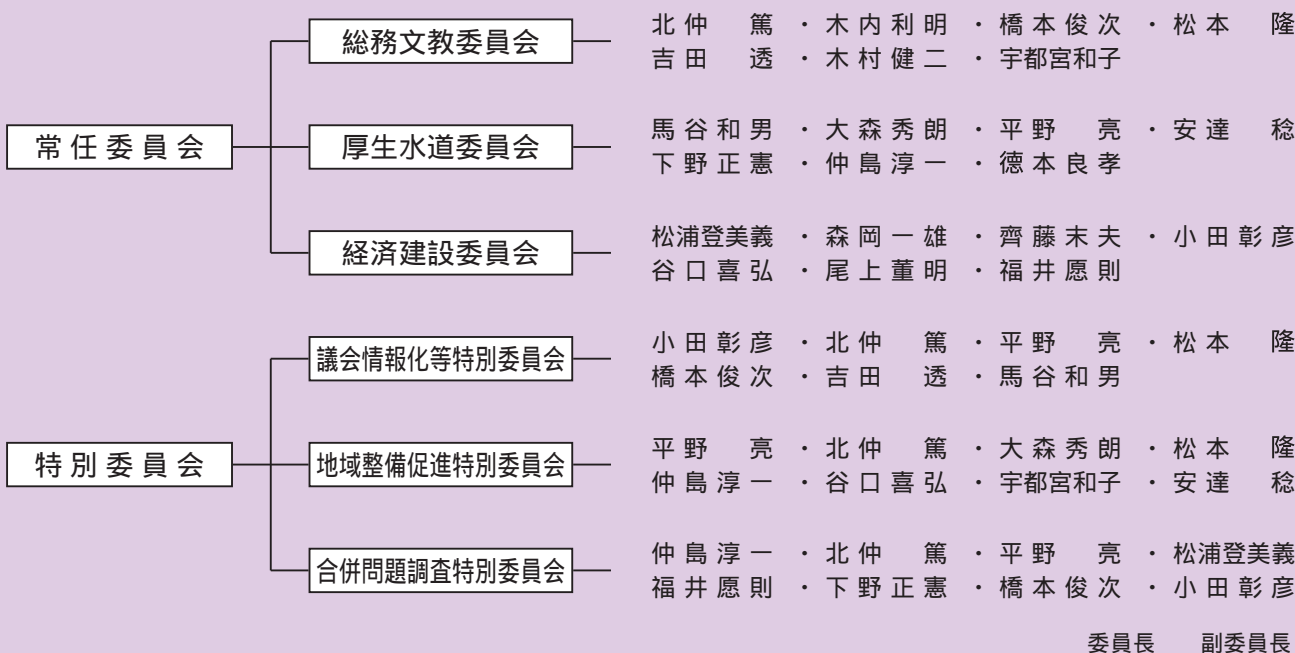 総務文教委員会
北仲　篤・木内利明・橋本俊次・松本　隆
吉田　透・木村健二・宇都宮和子
常任委員会
厚生水道委員会
馬谷和男・大森秀朗・平野　亮・安達　稔
下野正憲・仲島淳一・德本良孝
経済建設委員会
松浦登美義・森岡一雄・齊藤末夫・小田彰彦
谷口喜弘・尾上董明・福井愿則
議会情報化等特別委員会
小田彰彦・北仲　篤・平野　亮・松本　隆
橋本俊次・吉田　透・馬谷和男
特別委員会
地域整備促進特別委員会
平野　亮・北仲　篤・大森秀朗・松本　隆
仲島淳一・谷口喜弘・宇都宮和子・安達　稔
合併問題調査特別委員会
仲島淳一・北仲　篤・平野　亮・松浦登美義
福井愿則・下野正憲・橋本俊次・小田彰彦
委員長　副委員長